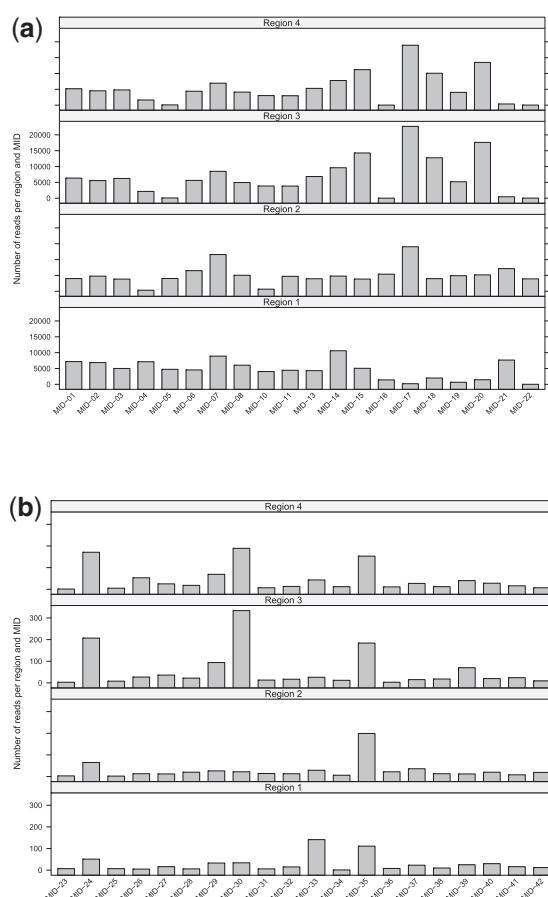 (a)
Region 4
Region 3
20000
15000
10000
5000
0
Region 2
Region 1
20000
15000
10000
5000
0
Number of reads per region and MID
MID−01 MID−02 MID−03 MID−04 MID−05 MID−06 MID−07 MID−08 MID−10 MID−11 MID−13 MID−14 MID−15 MID−16 MID−17 MID−18 MID−19 MID−20 MID−21 MID−22
(b)
Region 4
Region 3
300
200
100
0
Region 2
Region 1
300
200
100
0
Number of reads per region and MID
MID−23 MID−24 MID−25 MID−26 MID−27 MID−28 MID−29 MID−30 MID−31 MID−32 MID−33 MID−34 MID−35 MID−36 MID−37 MID−38 MID−39 MID−40 MID−41 MID−42